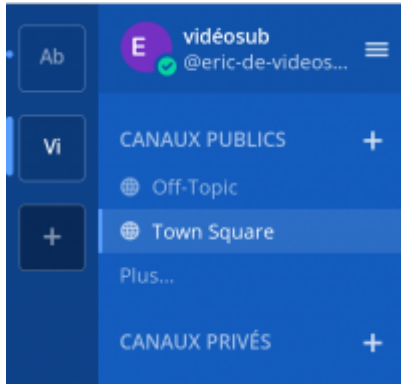 Ab
Vi
+
E
vidéosub
@eric-de-videos...
CANAUX PUBLICS +
Off-Topic
Town Square
Plus...
CANAUX PRIVÉS +